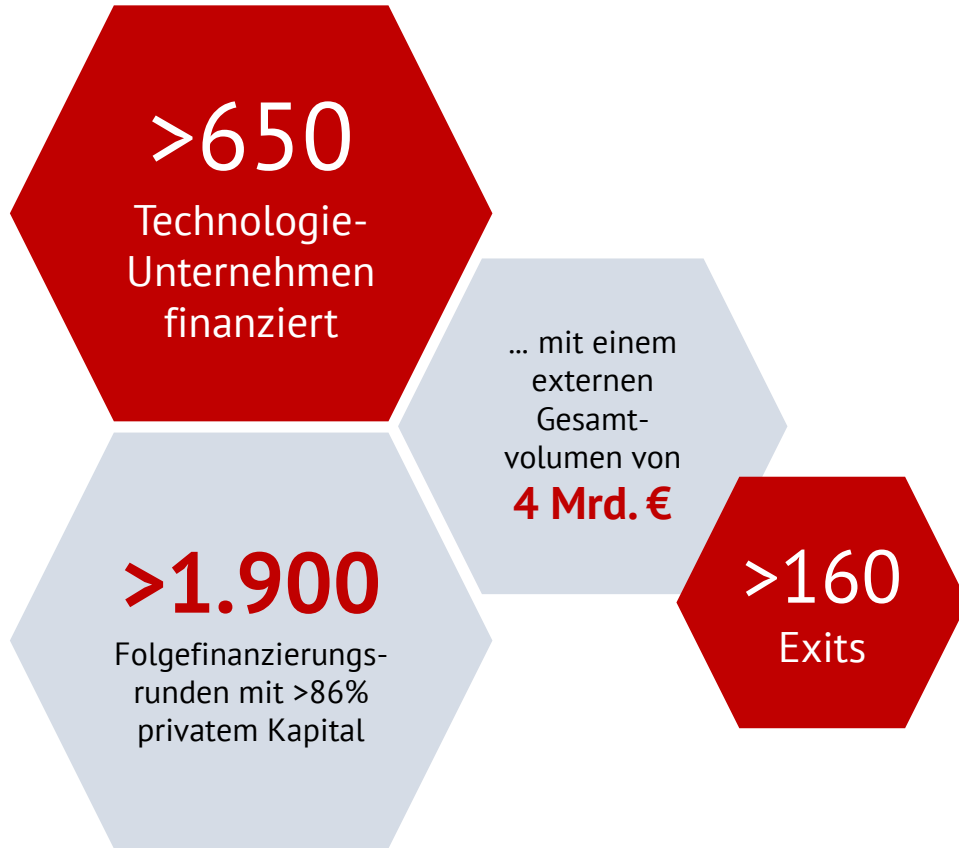 >650
Technologie-
Unternehmen
finanziert
... mit einem
externen
Gesamt-
volumen von
4 Mrd. €
>1.900
Folgefinanzierungs-
runden mit >86%
privatem Kapital
>160
Exits